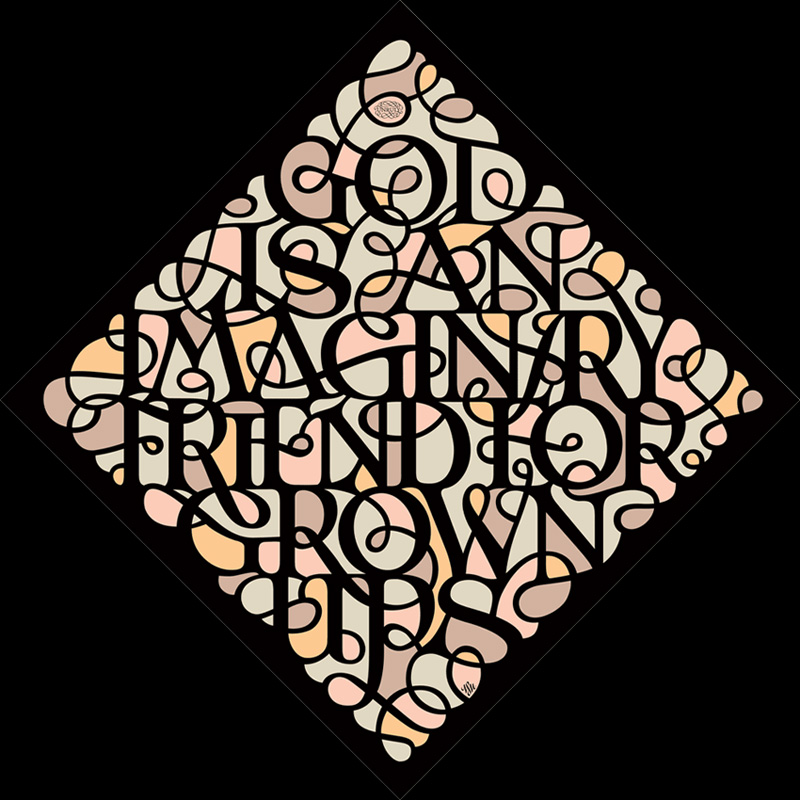 GOD
IS AN
IMAGINARY
FRIEND FOR
GROWN
UPS